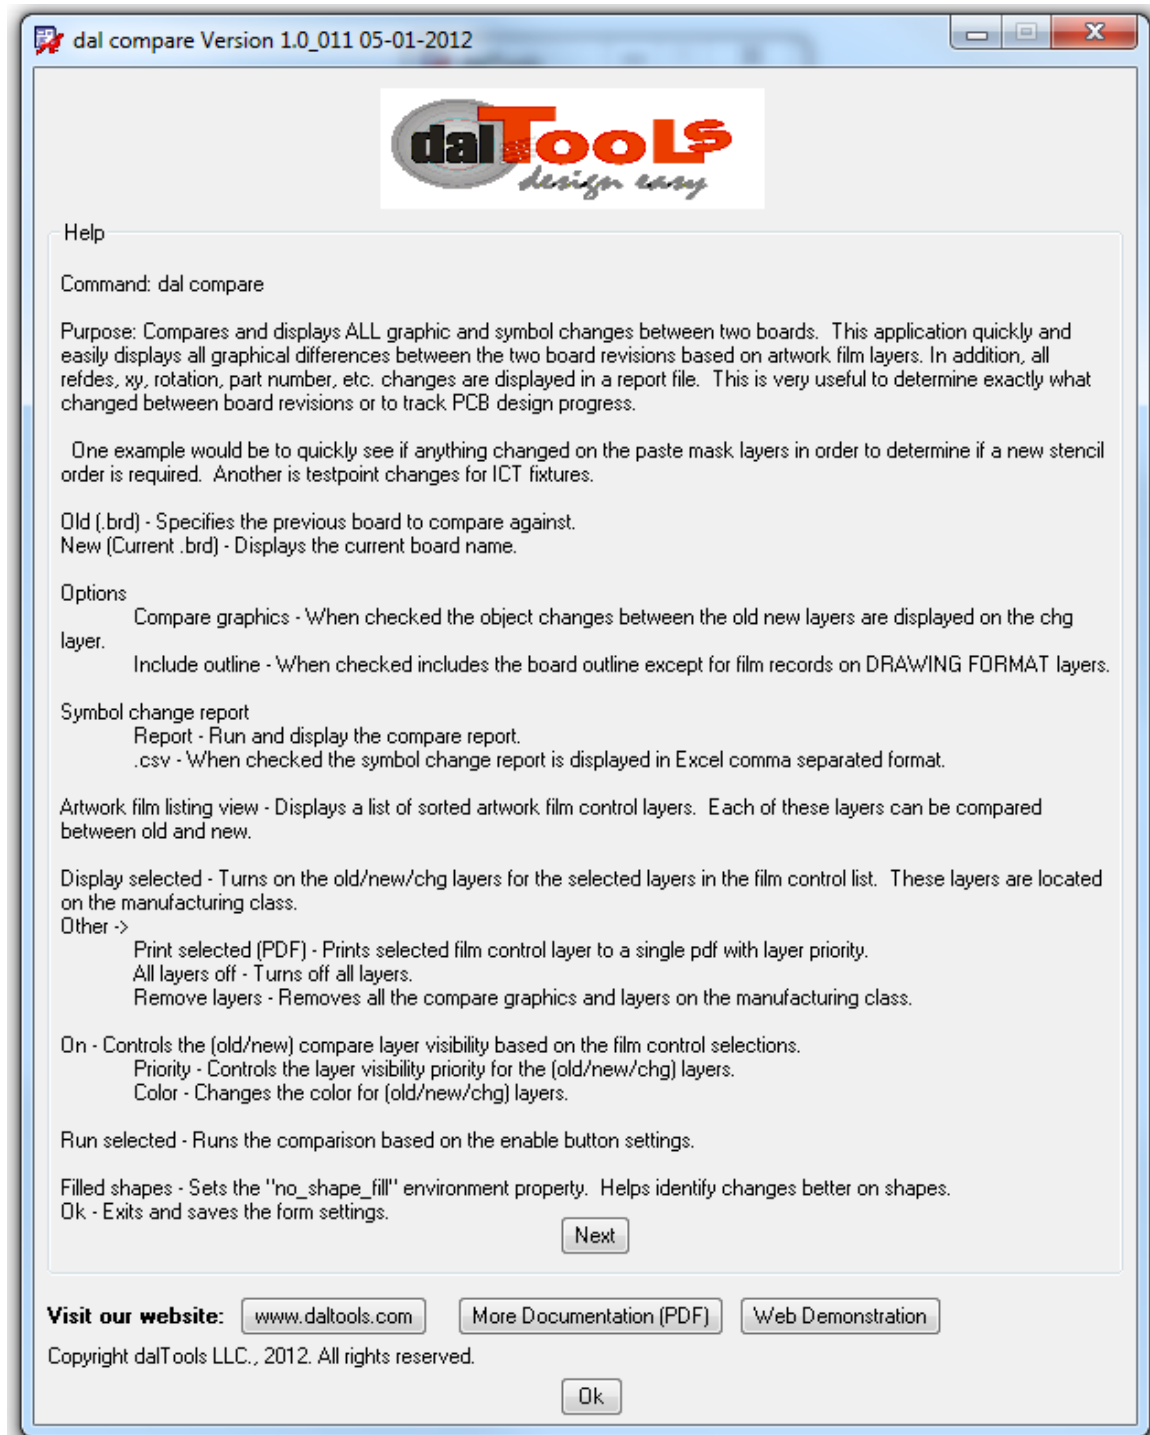 dal compare Version 1.0_011 05-01-2012
dalTooLS
design easy
Help
Command: dal compare
Purpose: Compares and displays ALL graphic and symbol changes between two boards.  This application quickly and
easily displays all graphical differences between the two board revisions based on artwork film layers. In addition, all
refdes, xy, rotation, part number, etc. changes are displayed in a report file.  This is very useful to determine exactly what
changed between board revisions or to track PCB design progress.
One example would be to quickly see if anything changed on the paste mask layers in order to determine if a new stencil
order is required.  Another is testpoint changes for ICT fixtures.
Old (.brd) - Specifies the previous board to compare against.
New (Current .brd) - Displays the current board name.
Options
Compare graphics - When checked the object changes between the old new layers are displayed on the chg
layer.
Include outline - When checked includes the board outline except for film records on DRAWING FORMAT layers.
Symbol change report
Report - Run and display the compare report.
.csv - When checked the symbol change report is displayed in Excel comma separated format.
Artwork film listing view - Displays a list of sorted artwork film control layers.  Each of these layers can be compared
between old and new.
Display selected - Turns on the old/new/chg layers for the selected layers in the film control list.  These layers are located
on the manufacturing class.
Other ->
Print selected (PDF) - Prints selected film control layer to a single pdf with layer priority.
All layers off - Turns off all layers.
Remove layers - Removes all the compare graphics and layers on the manufacturing class.
On - Controls the (old/new) compare layer visibility based on the film control selections.
Priority - Controls the layer visibility priority for the (old/new/chg) layers.
Color - Changes the color for (old/new/chg) layers.
Run selected - Runs the comparison based on the enable button settings.
Filled shapes - Sets the "no_shape_fill" environment property.  Helps identify changes better on shapes.
Ok - Exits and saves the form settings.
Next
Visit our website: www.daltools.com More Documentation (PDF) Web Demonstration
Copyright dalTools LLC., 2012. All rights reserved.
Ok